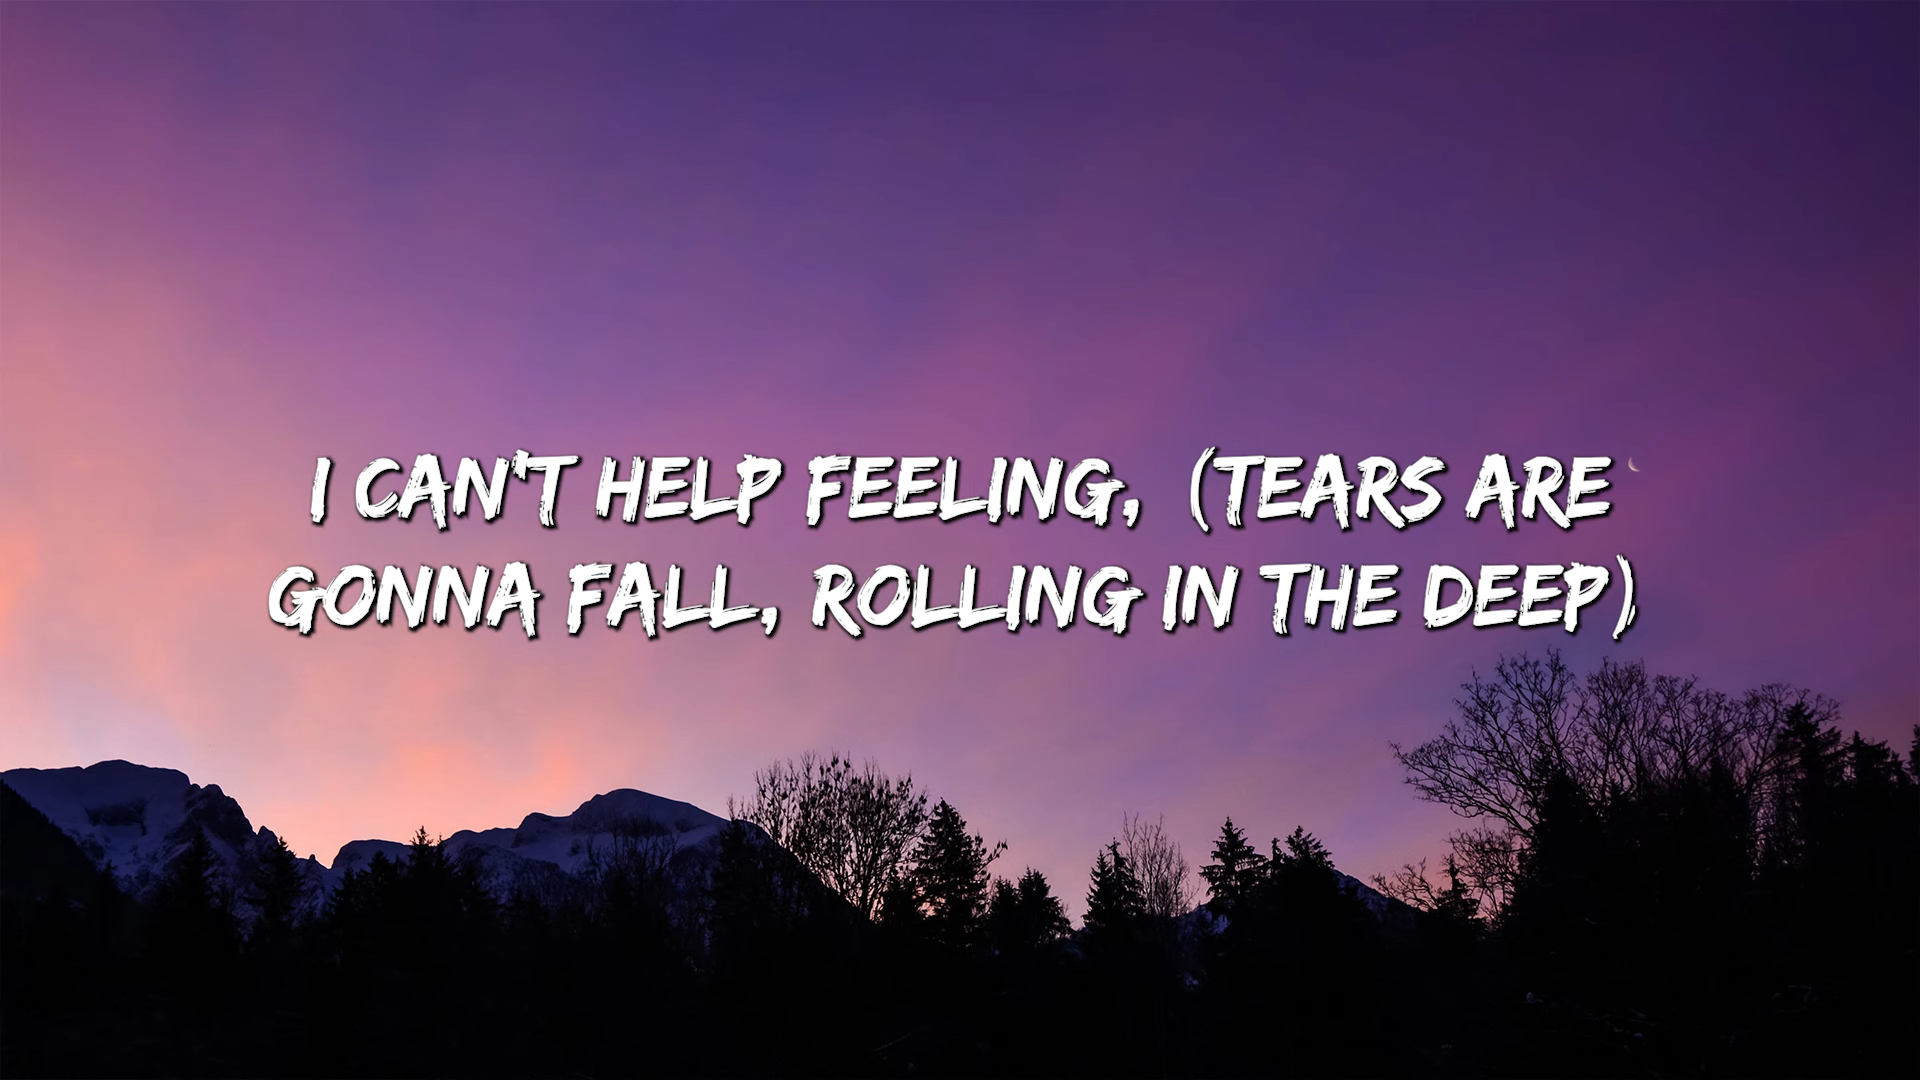 I CAN'T HELP FEELING,  (TEARS ARE
GONNA FALL, ROLLING IN THE DEEP)